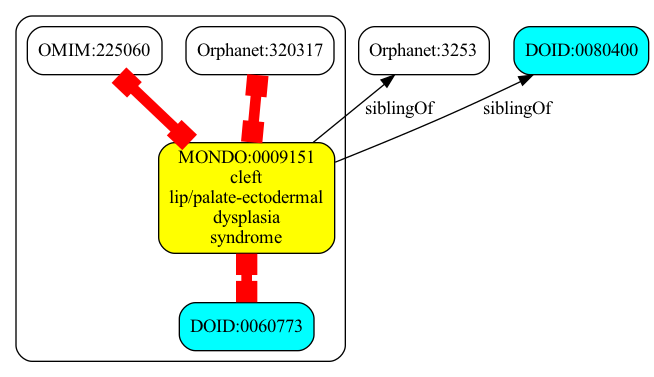 OMIM:225060
Orphanet:320317
Orphanet:3253
DOID:0080400
siblingOf
siblingOf
MONDO:0009151
cleft
lip/palate-ectodermal
dysplasia
syndrome
DOID:0060773